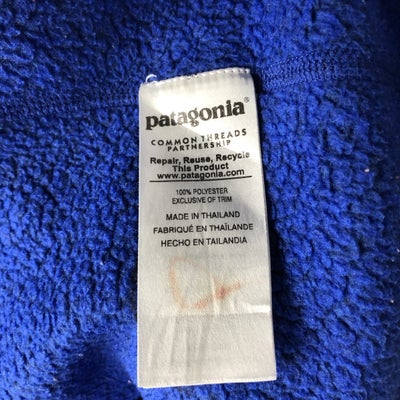 patagonia®
COMMON THREADS
PARTNERSHIP
Repair, Reuse, Recycle
This Product
www.patagonia.com
100% POLYESTER
EXCLUSIVE OF TRIM
MADE IN THAILAND
FABRIQUÉ EN THAÏLANDE
HECHO EN TAILANDIA